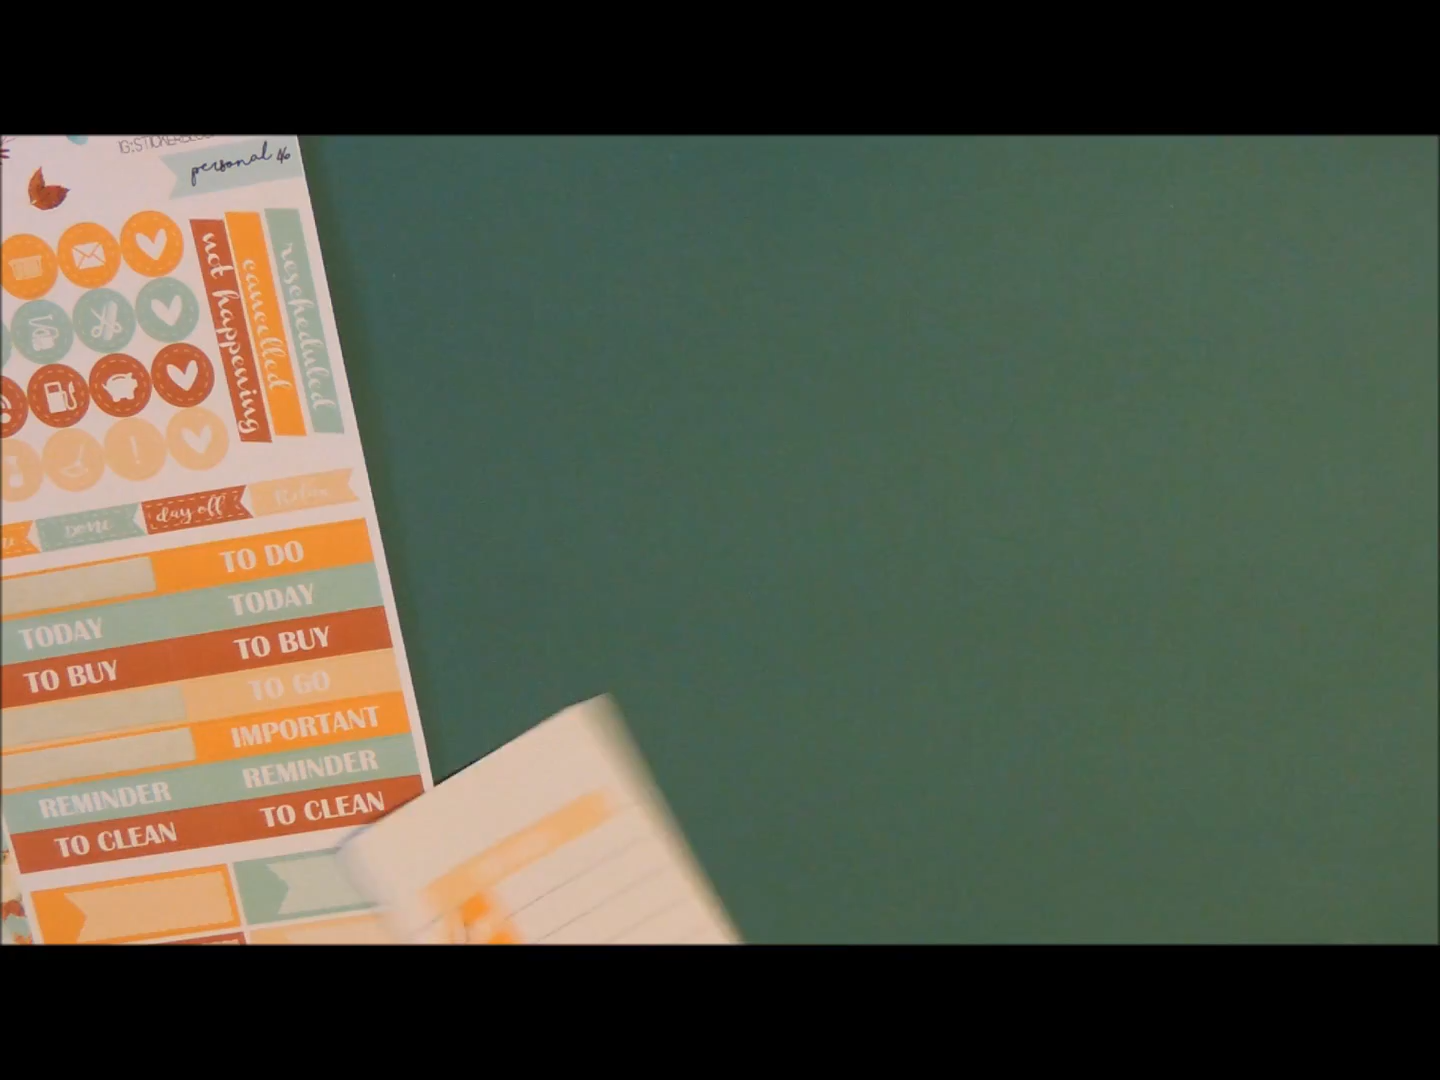 personal 46
not happening
cancelled
rescheduled
Done
day off
Relax
TO DO
TODAY
TODAY
TO BUY
TO BUY
TO GO
IMPORTANT
REMINDER
REMINDER
TO CLEAN
TO CLEAN